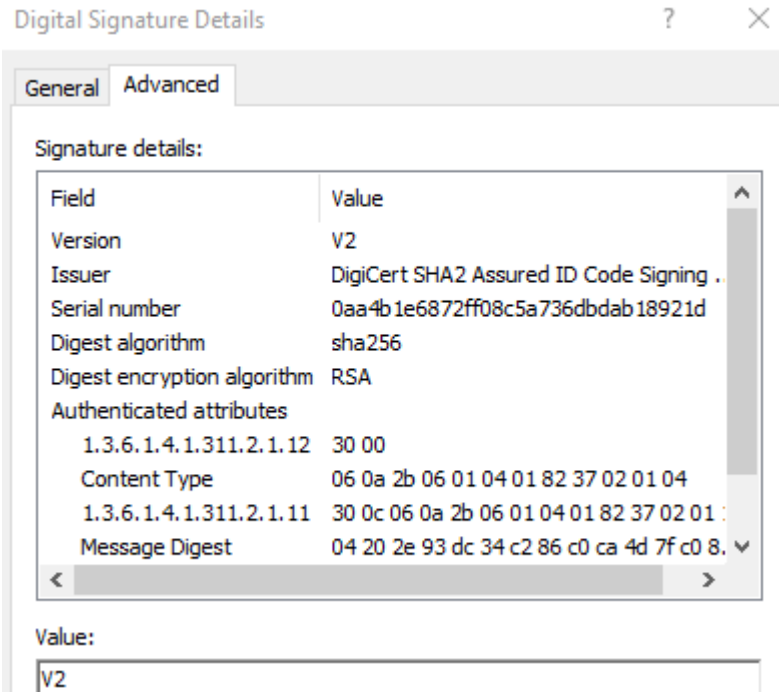 Digital Signature Details ?
General Advanced
Signature details:
Field Value
Version V2
Issuer DigiCert SHA2 Assured ID Code Signing ..
Serial number 0aa4b1e6872ff08c5a736dbdab18921d
Digest algorithm sha256
Digest encryption algorithm RSA
Authenticated attributes
1.3.6.1.4.1.311.2.1.12 30 00
Content Type 06 0a 2b 06 01 04 01 82 37 02 01 04
1.3.6.1.4.1.311.2.1.11 30 0c 06 0a 2b 06 01 04 01 82 37 02 01
Message Digest 04 20 2e 93 dc 34 c2 86 c0 ca 4d 7f c0 8..
Value:
V2